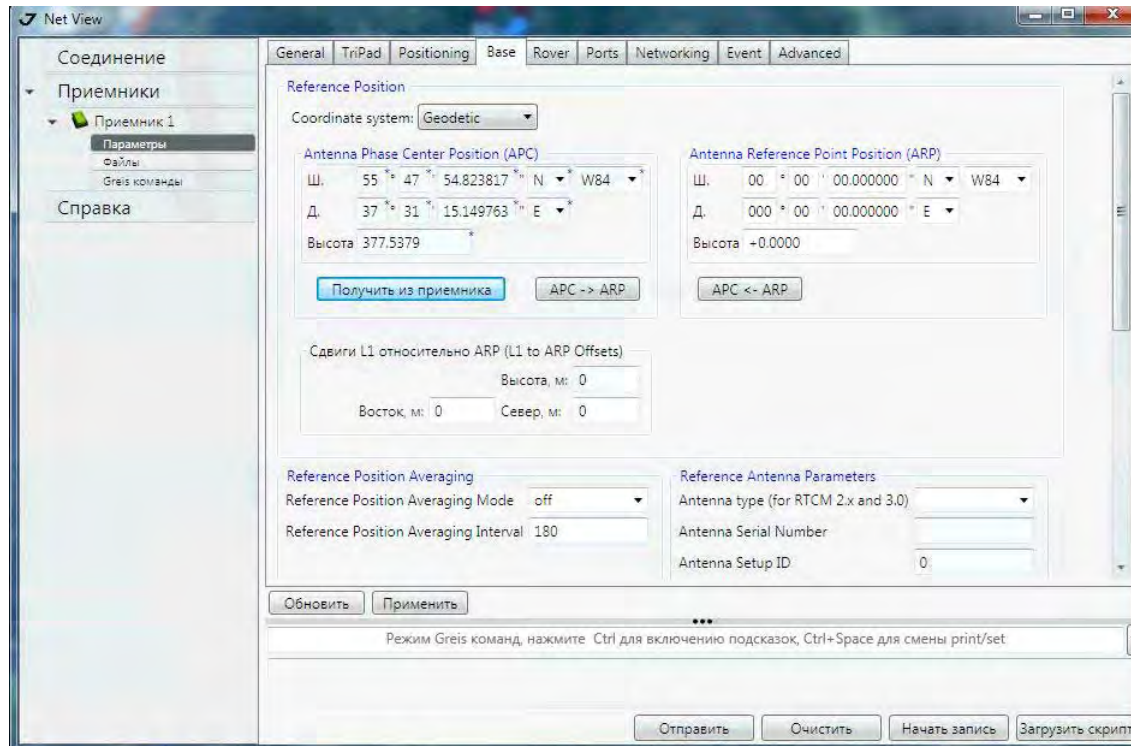 Net View
Соединение
Приемники
Приемник 1
Параметры
Файлы
Greis команды
Справка
General TriPad Positioning Base Rover Ports Networking Event Advanced
Reference Position
Coordinate system: Geodetic
Antenna Phase Center Position (APC)
Ш. 55 *° 47 *' 54.823817 *" N * W84 *
Д. 37 *° 31 *' 15.149763 *" E *
Высота 377.5379 *
Получить из приемника APC -> ARP
Antenna Reference Point Position (ARP)
Ш. 00 ° 00 ' 00.000000 " N W84
Д. 000 ° 00 ' 00.000000 " E
Высота +0.0000
APC <- ARP
Сдвиги L1 относительно ARP (L1 to ARP Offsets)
Высота, м: 0
Восток, м: 0 Север, м: 0
Reference Position Averaging
Reference Position Averaging Mode off
Reference Position Averaging Interval 180
Reference Antenna Parameters
Antenna type (for RTCM 2.x and 3.0)
Antenna Serial Number
Antenna Setup ID 0
Обновить Применить
Режим Greis команд, нажмите Ctrl для включению подсказок, Ctrl+Space для смены print/set
Отправить Очистить Начать запись Загрузить скрипт